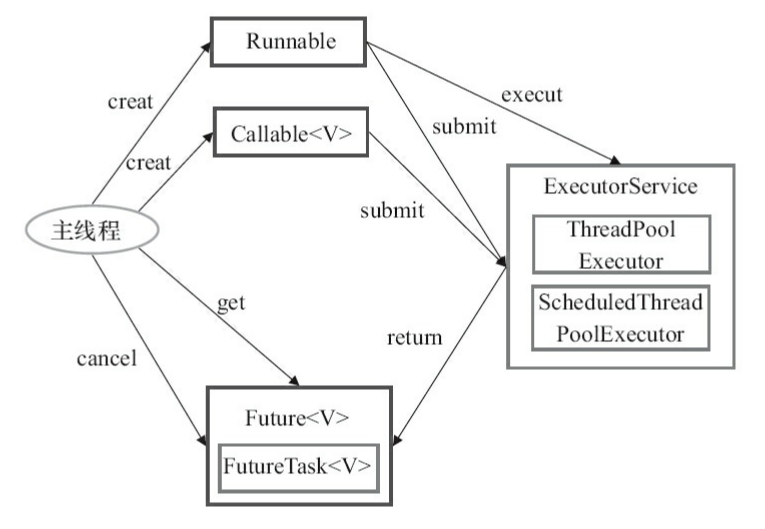 Runnable
creat
execut
submit
Callable<V>
creat
submit
主线程
ExecutorService
ThreadPool
Executor
ScheduledThread
PoolExecutor
get
return
cancel
Future<V>
FutureTask<V>